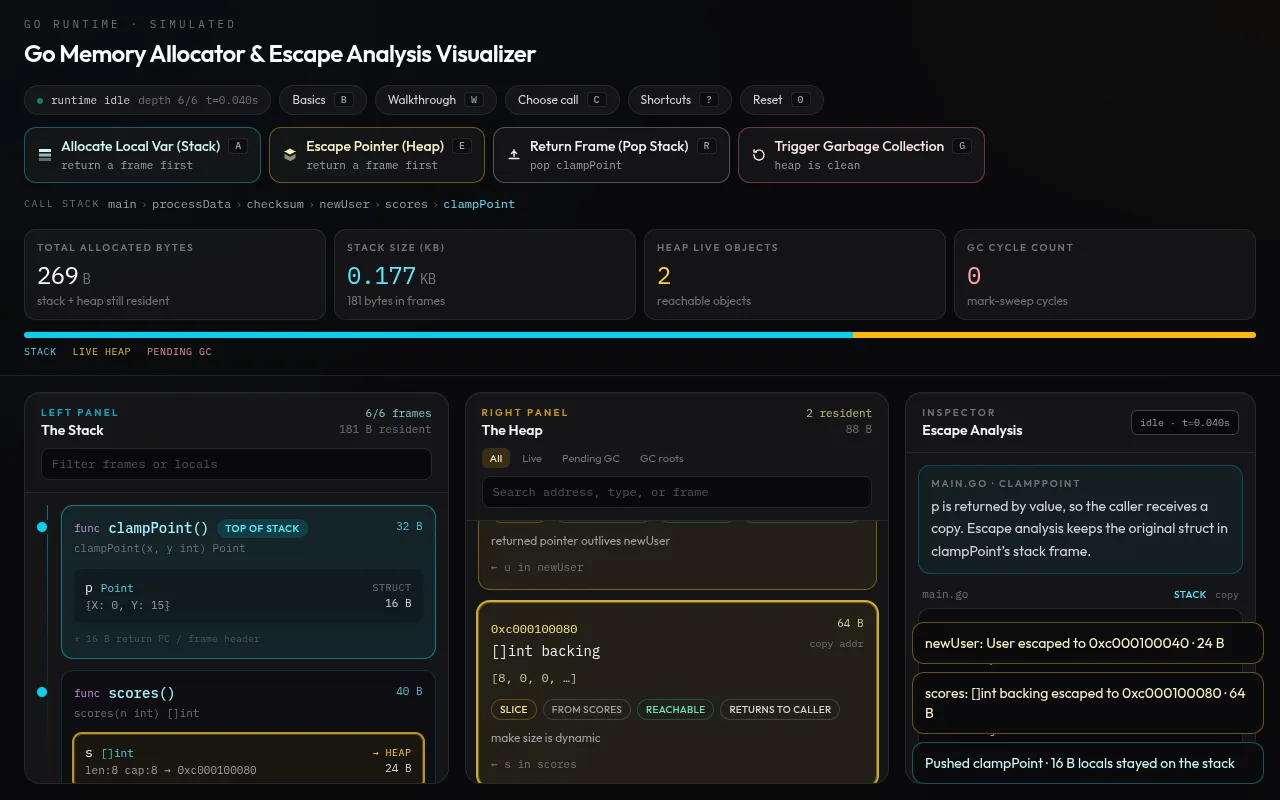 GO RUNTIME · SIMULATED
Go Memory Allocator & Escape Analysis Visualizer
runtime idle depth 6/6 t=0.040s
Basics B
Walkthrough W
Choose call C
Shortcuts ?
Reset 0
Allocate Local Var (Stack) A
return a frame first
Escape Pointer (Heap) E
return a frame first
Return Frame (Pop Stack) R
pop clampPoint
Trigger Garbage Collection G
heap is clean
CALL STACK main › processData › checksum › newUser › scores › clampPoint
TOTAL ALLOCATED BYTES
269 B
stack + heap still resident
STACK SIZE (KB)
0.177 KB
181 bytes in frames
HEAP LIVE OBJECTS
2
reachable objects
GC CYCLE COUNT
0
mark-sweep cycles
STACK LIVE HEAP PENDING GC
LEFT PANEL
The Stack
6/6 frames
181 B resident
Filter frames or locals
func clampPoint() TOP OF STACK 32 B
clampPoint(x, y int) Point
p Point STRUCT
{X: 0, Y: 15} 16 B
+ 16 B return PC / frame header
func scores() 40 B
scores(n int) []int
s []int → HEAP
len:8 cap:8 → 0xc000100080 24 B
RIGHT PANEL
The Heap
2 resident
88 B
All Live Pending GC GC roots
Search address, type, or frame
returned pointer outlives newUser
← u in newUser
0xc000100080 64 B
[]int backing copy addr
[8, 0, 0, …]
SLICE FROM SCORES REACHABLE RETURNS TO CALLER
make size is dynamic
← s in scores
INSPECTOR
Escape Analysis
idle · t=0.040s
MAIN.GO · CLAMPPOINT
p is returned by value, so the caller receives a
copy. Escape analysis keeps the original struct in
clampPoint's stack frame.
main.go STACK copy
newUser: User escaped to 0xc000100040 · 24 B
scores: []int backing escaped to 0xc000100080 · 64
B
Pushed clampPoint · 16 B locals stayed on the stack